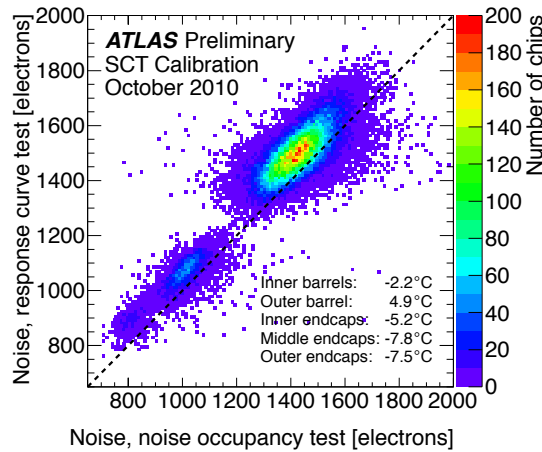 ATLAS Preliminary
SCT Calibration
October 2010
Noise, response curve test [electrons]
2000
1800
1600
1400
1200
1000
800
Inner barrels: -2.2°C
Outer barrel: 4.9°C
Inner endcaps: -5.2°C
Middle endcaps: -7.8°C
Outer endcaps: -7.5°C
800 1000 1200 1400 1600 1800 2000
Noise, noise occupancy test [electrons]
200
180
160
140
120
100
80
60
40
20
0
Number of chips